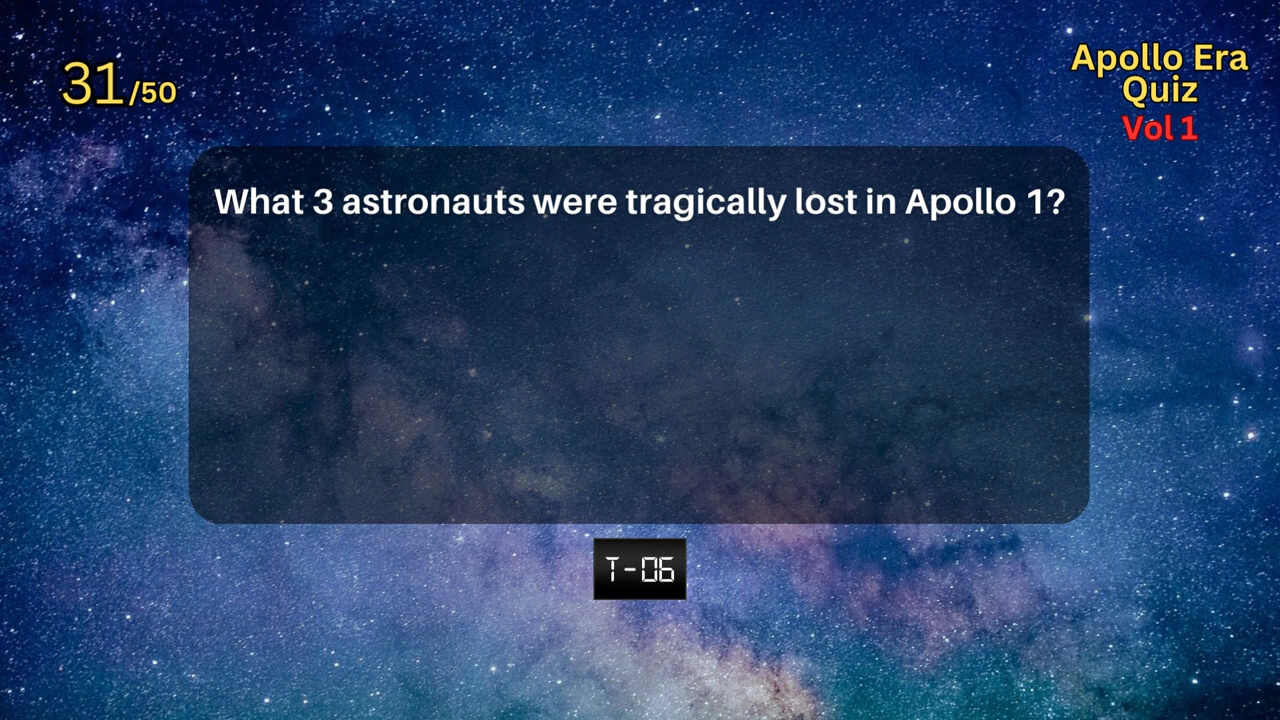 31/50
Apollo Era
Quiz
Vol 1
What 3 astronauts were tragically lost in Apollo 1?
T-06